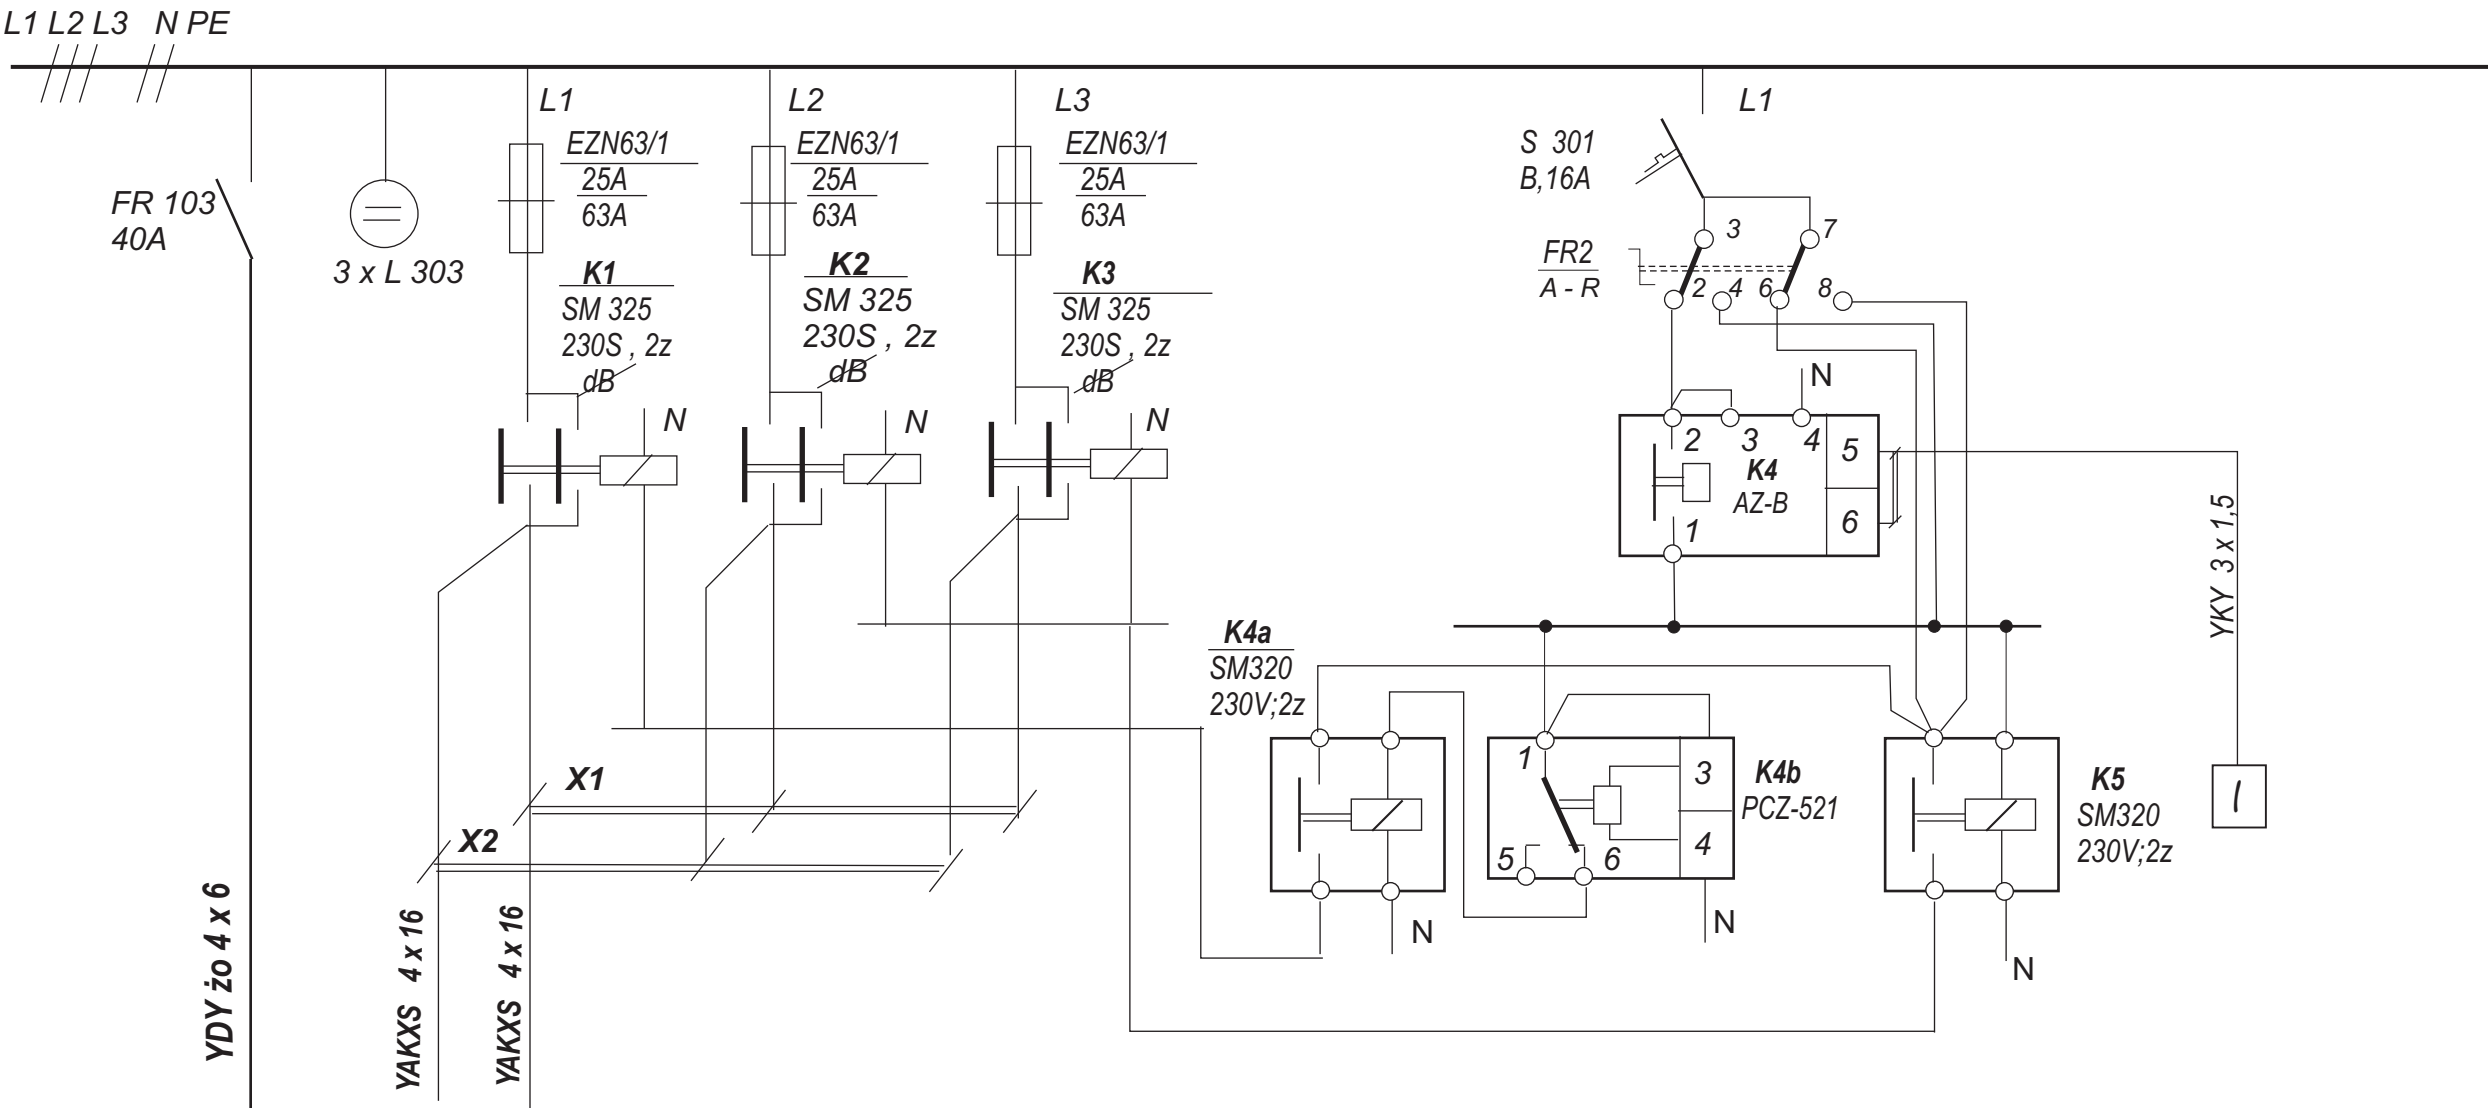 L1 L2 L3 N PE
FR 103
40A
3 x L 303
L1
EZN63/1
25A
63A
K1
SM 325
230S , 2z
dB
N
L2
EZN63/1
25A
63A
K2
SM 325
230S , 2z
dB
N
L3
EZN63/1
25A
63A
K3
SM 325
230S , 2z
dB
N
L1
S 301
B,16A
3
7
FR2
A - R
2
4
6
8
N
2
3
4
5
K4
AZ-B
6
1
YKY 3 x 1,5
K4a
SM320
230V;2z
N
1
3
4
5
6
K4b
PCZ-521
N
K5
SM320
230V;2z
N
X1
X2
YDY żo 4 x 6
YAKXS 4 x 16
YAKXS 4 x 16